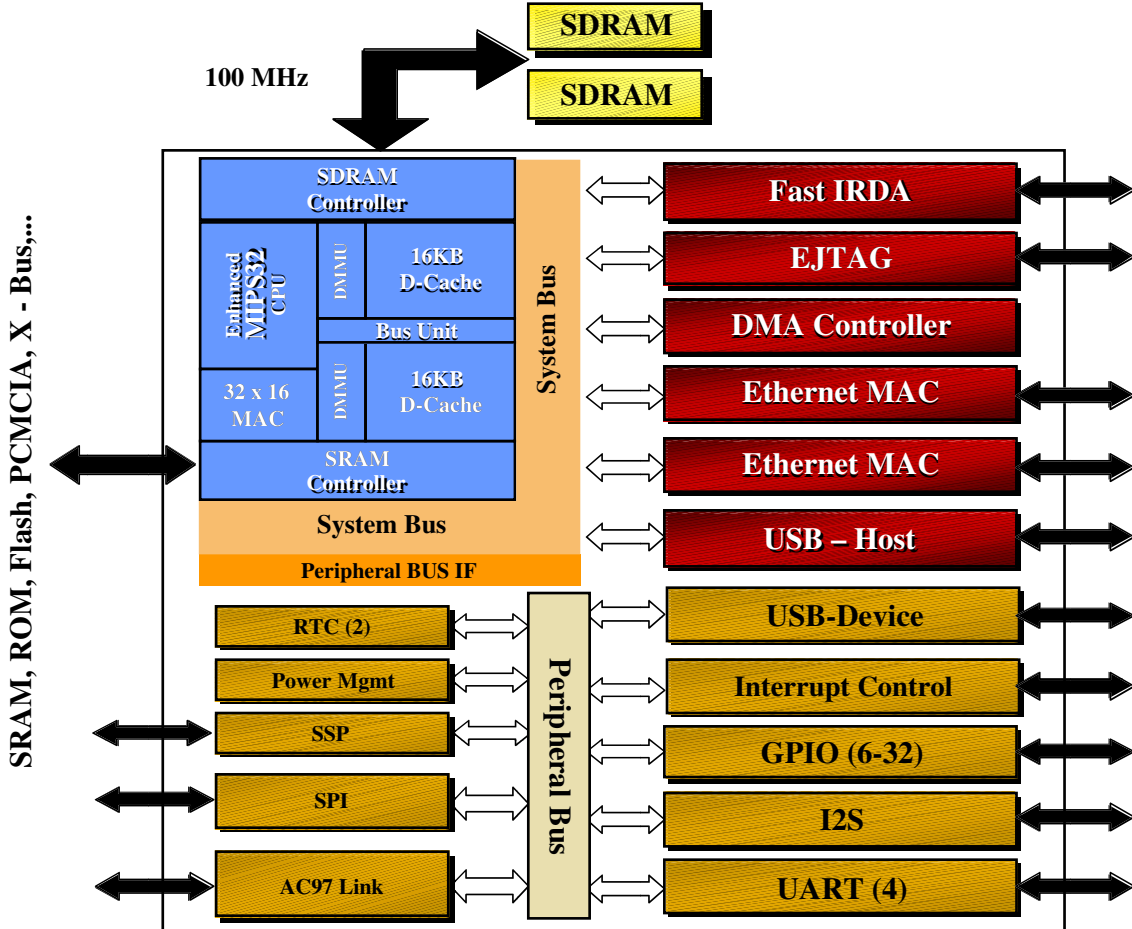 SDRAM
SDRAM
100 MHz
SRAM, ROM, Flash, PCMCIA, X - Bus,...
SDRAM
Controller
Enhanced
MIPS32
CPU
DMMU
16KB
D-Cache
Bus Unit
32 x 16
MAC
DMMU
16KB
D-Cache
SRAM
Controller
System Bus
System Bus
Peripheral BUS IF
Fast IRDA
EJTAG
DMA Controller
Ethernet MAC
Ethernet MAC
USB – Host
RTC (2)
Power Mgmt
SSP
SPI
AC97 Link
Peripheral Bus
USB-Device
Interrupt Control
GPIO (6-32)
I2S
UART (4)